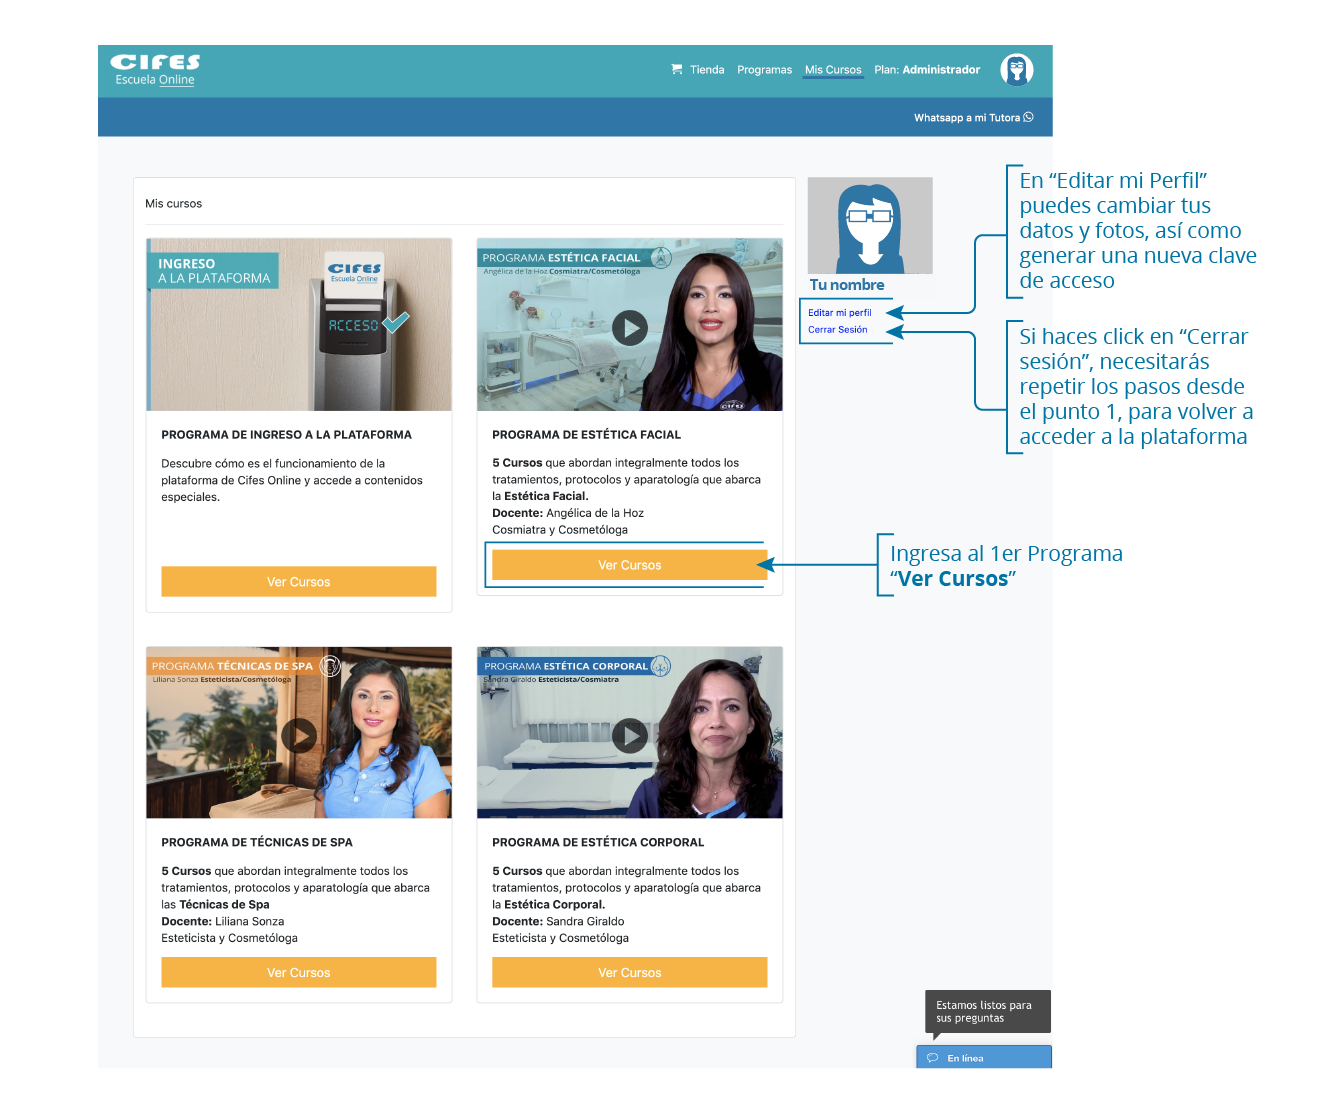 CIFES
Escuela Online
Tienda Programas Mis Cursos Plan: Administrador
Whatsapp a mi Tutora
Mis cursos
INGRESO
A LA PLATAFORMA
CIFES
Escuela Online
ACCESO
PROGRAMA DE INGRESO A LA PLATAFORMA
Descubre cómo es el funcionamiento de la
plataforma de Cifes Online y accede a contenidos
especiales.
Ver Cursos
PROGRAMA ESTÉTICA FACIAL
Angélica de la Hoz Cosmiatra/Cosmetóloga
CIFES
PROGRAMA DE ESTÉTICA FACIAL
5 Cursos que abordan integralmente todos los
tratamientos, protocolos y aparatología que abarca
la Estética Facial.
Docente: Angélica de la Hoz
Cosmiatra y Cosmetóloga
Ver Cursos
PROGRAMA TÉCNICAS DE SPA
Liliana Sonza Esteticista/Cosmetóloga
PROGRAMA DE TÉCNICAS DE SPA
5 Cursos que abordan integralmente todos los
tratamientos, protocolos y aparatología que abarca
las Técnicas de Spa
Docente: Liliana Sonza
Esteticista y Cosmetóloga
Ver Cursos
PROGRAMA ESTÉTICA CORPORAL
Sandra Giraldo Esteticista/Cosmiatra
PROGRAMA DE ESTÉTICA CORPORAL
5 Cursos que abordan integralmente todos los
tratamientos, protocolos y aparatología que abarca
la Estética Corporal.
Docente: Sandra Giraldo
Esteticista y Cosmetóloga
Ver Cursos
Tu nombre
Editar mi perfil
Cerrar Sesión
En “Editar mi Perfil”
puedes cambiar tus
datos y fotos, así como
generar una nueva clave
de acceso
Si haces click en “Cerrar
sesión”, necesitarás
repetir los pasos desde
el punto 1, para volver a
acceder a la plataforma
Ingresa al 1er Programa
“Ver Cursos”
Estamos listos para
sus preguntas
En línea